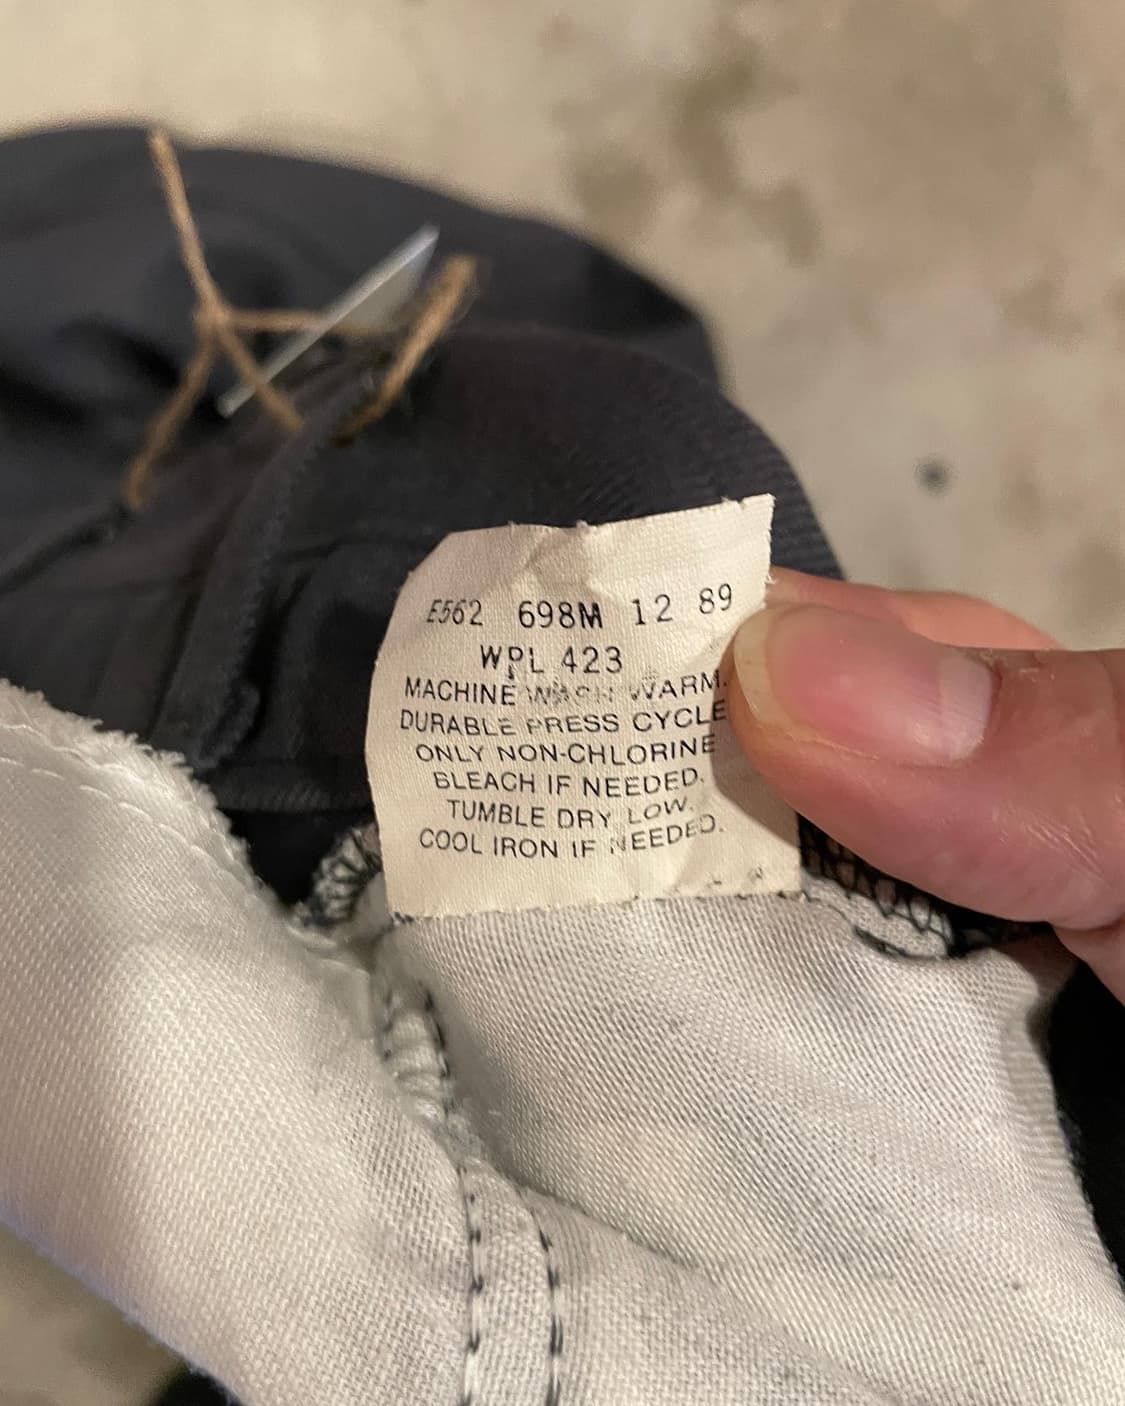 E562 698M 12 89
WPL 423
MACHINE WASH WARM.
DURABLE PRESS CYCLE
ONLY NON-CHLORINE
BLEACH IF NEEDED.
TUMBLE DRY LOW.
COOL IRON IF NEEDED.